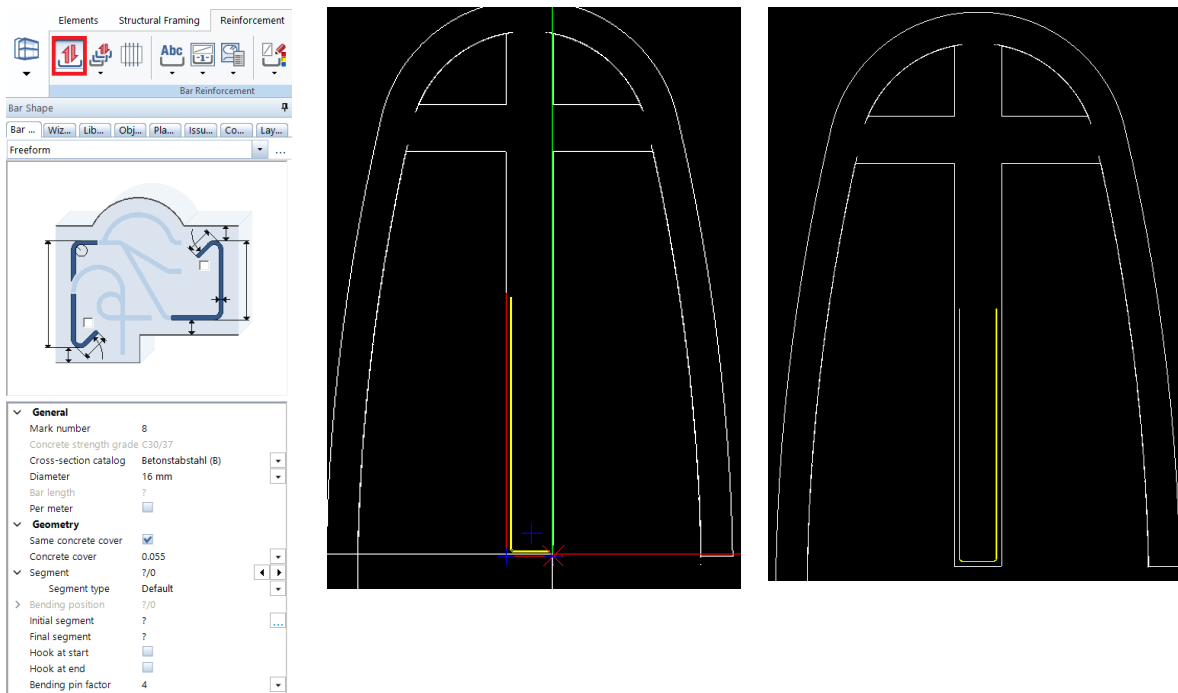 Elements Structural Framing Reinforcement
Abc
-1-
Bar Reinforcement
Bar Shape
Bar ... Wiz... Lib... Obj... Pla... Issu... Co... Lay...
Freeform ...
General
Mark number 8
Concrete strength grade C30/37
Cross-section catalog Betonstabstahl (B)
Diameter 16 mm
Bar length ?
Per meter
Geometry
Same concrete cover
Concrete cover 0.055
Segment ?/0
Segment type Default
Bending position ?/0
Initial segment ? ...
Final segment ?
Hook at start
Hook at end
Bending pin factor 4